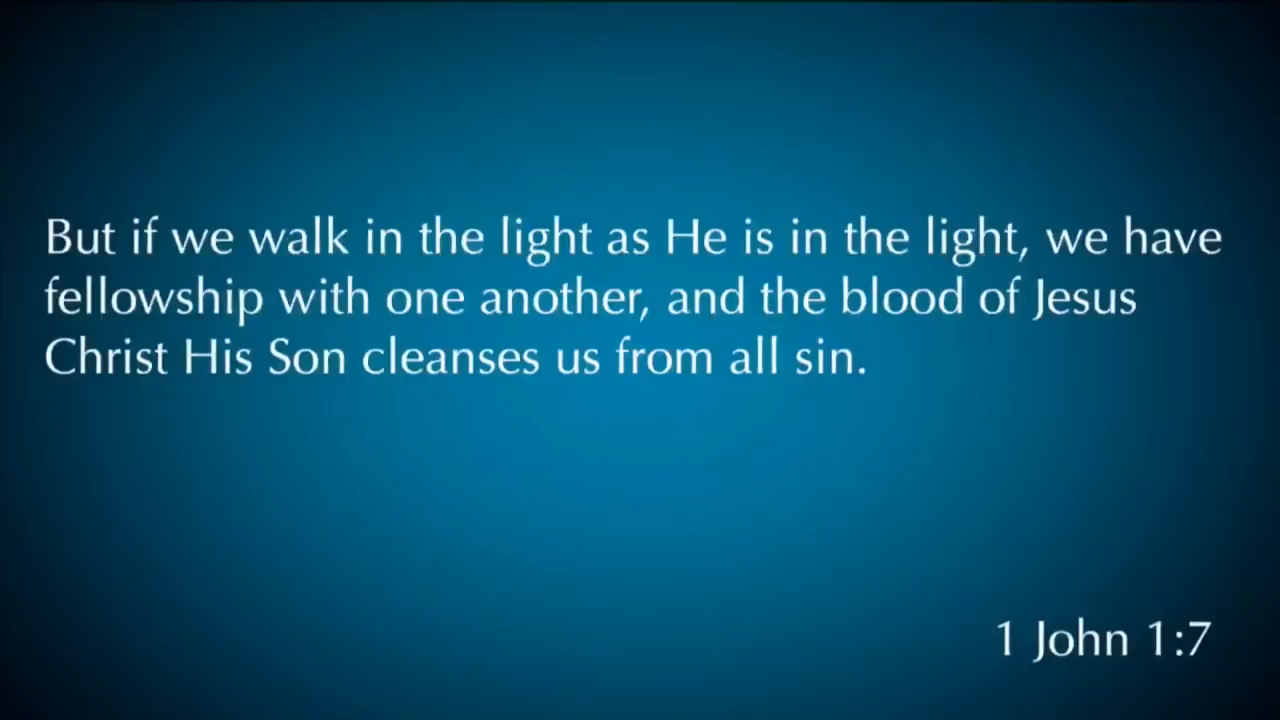 But if we walk in the light as He is in the light, we have
fellowship with one another, and the blood of Jesus
Christ His Son cleanses us from all sin.
1 John 1:7